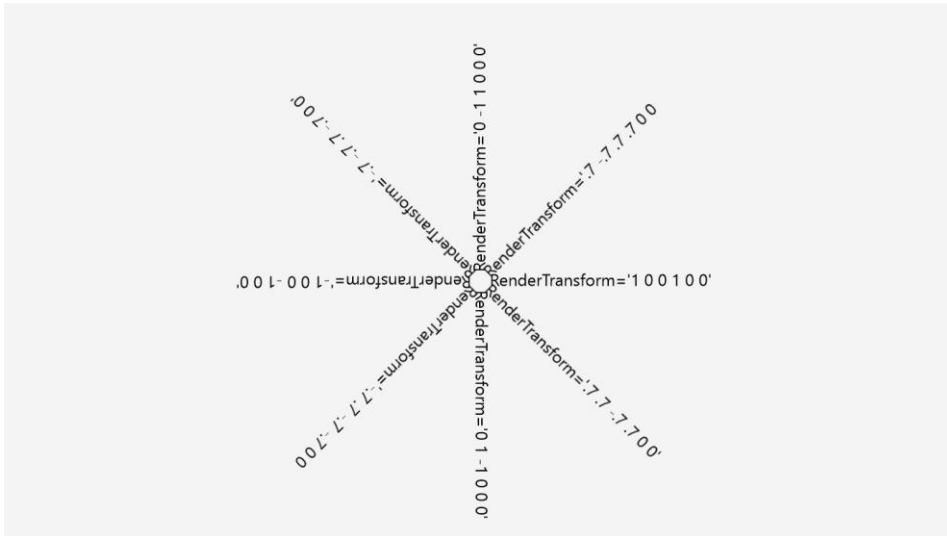 RenderTransform='0 -1 1 0 0 0'
RenderTransform='.7 -.7 .7 .7 0 0
RenderTransform='1 0 0 1 0 0'
RenderTransform='.7 .7 -.7 .7 0 0'
RenderTransform='0 1 -1 0 0 0'
RenderTransform='-.7 .7 -.7 -.7 0 0
RenderTransform='-1 0 0 -1 0 0'
RenderTransform='-.7 -.7 .7 -.7 0 0'